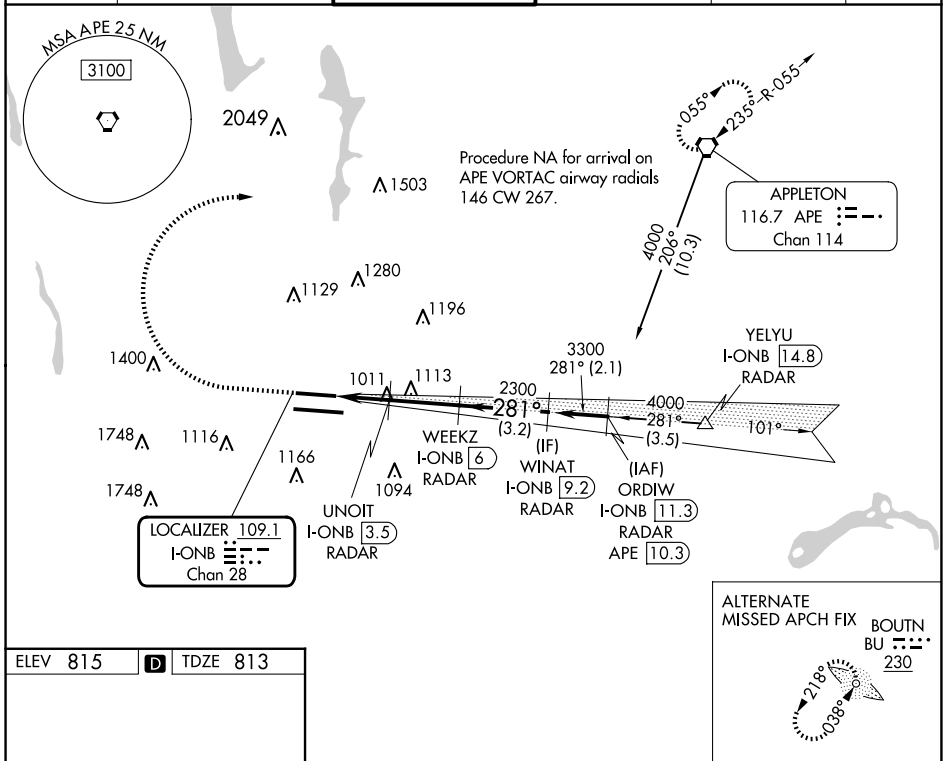 MSA APE 25 NM
3100
2049
1503
Procedure NA for arrival on
APE VORTAC airway radials
146 CW 267.
055°
235°
R-055
APPLETON
116.7 APE
Chan 114
4000
206°
(10.3)
1129
1280
1196
1400
1011
1113
2300
281°
(3.2)
3300
281° (2.1)
4000
281°
(3.5)
101°
YELYU
I-ONB 14.8
RADAR
WEEKZ
I-ONB 6
RADAR
(IF)
WINAT
I-ONB 9.2
RADAR
(IAF)
ORDIW
I-ONB 11.3
RADAR
APE 10.3
1748
1116
1166
1094
1748
UNOIT
I-ONB 3.5
RADAR
LOCALIZER 109.1
I-ONB
Chan 28
ALTERNATE
MISSED APCH FIX
BOUTN
BU
230
218°
038°
ELEV 815 D TDZE 813